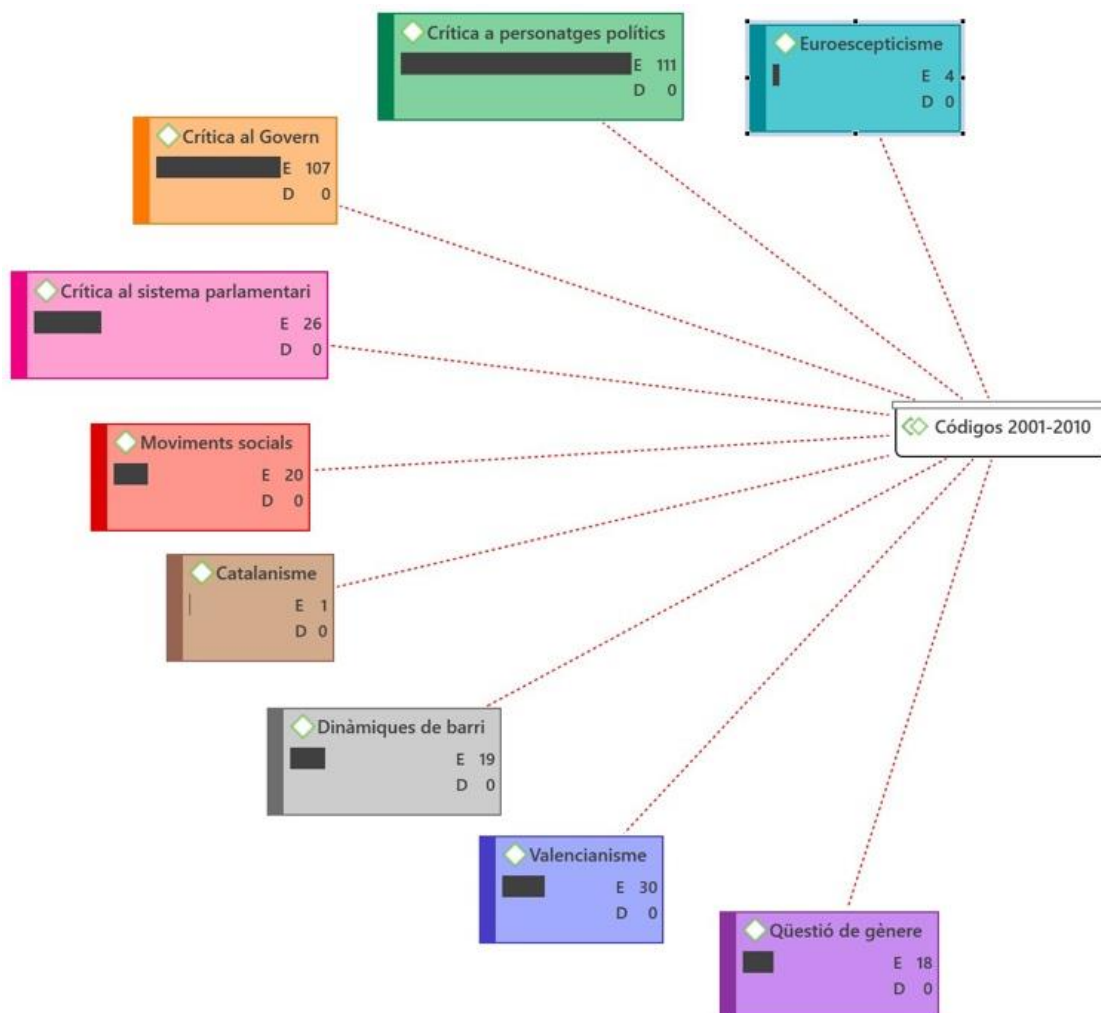 Crítica a personatges polítics
E 111
D 0
Euroescepticisme
E 4
D 0
Crítica al Govern
E 107
D 0
Crítica al sistema parlamentari
E 26
D 0
Códigos 2001-2010
Moviments socials
E 20
D 0
Catalanisme
E 1
D 0
Dinàmiques de barri
E 19
D 0
Valencianisme
E 30
D 0
Qüestió de gènere
E 18
D 0